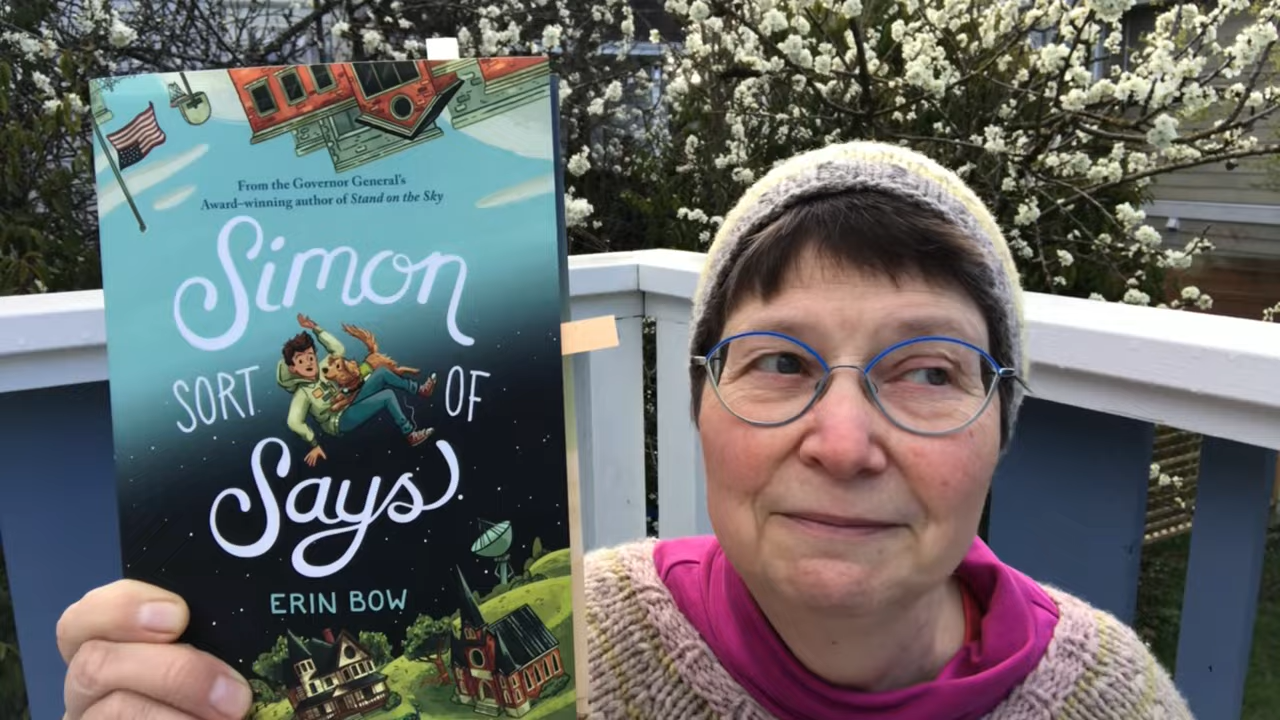 From the Governor General's
Award–winning author of Stand on the Sky
Simon
SORT OF
Says
ERIN BOW